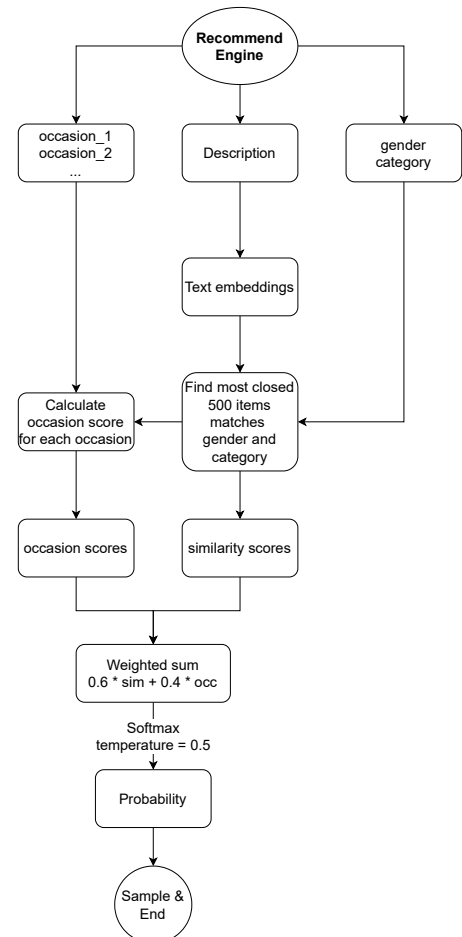 Recommend
Engine
occasion_1
occasion_2
...
Description
gender
category
Text embeddings
Calculate
occasion score
for each occasion
Find most closed
500 items
matches
gender and
category
occasion scores
similarity scores
Weighted sum
0.6 * sim + 0.4 * occ
Softmax
temperature = 0.5
Probability
Sample &
End